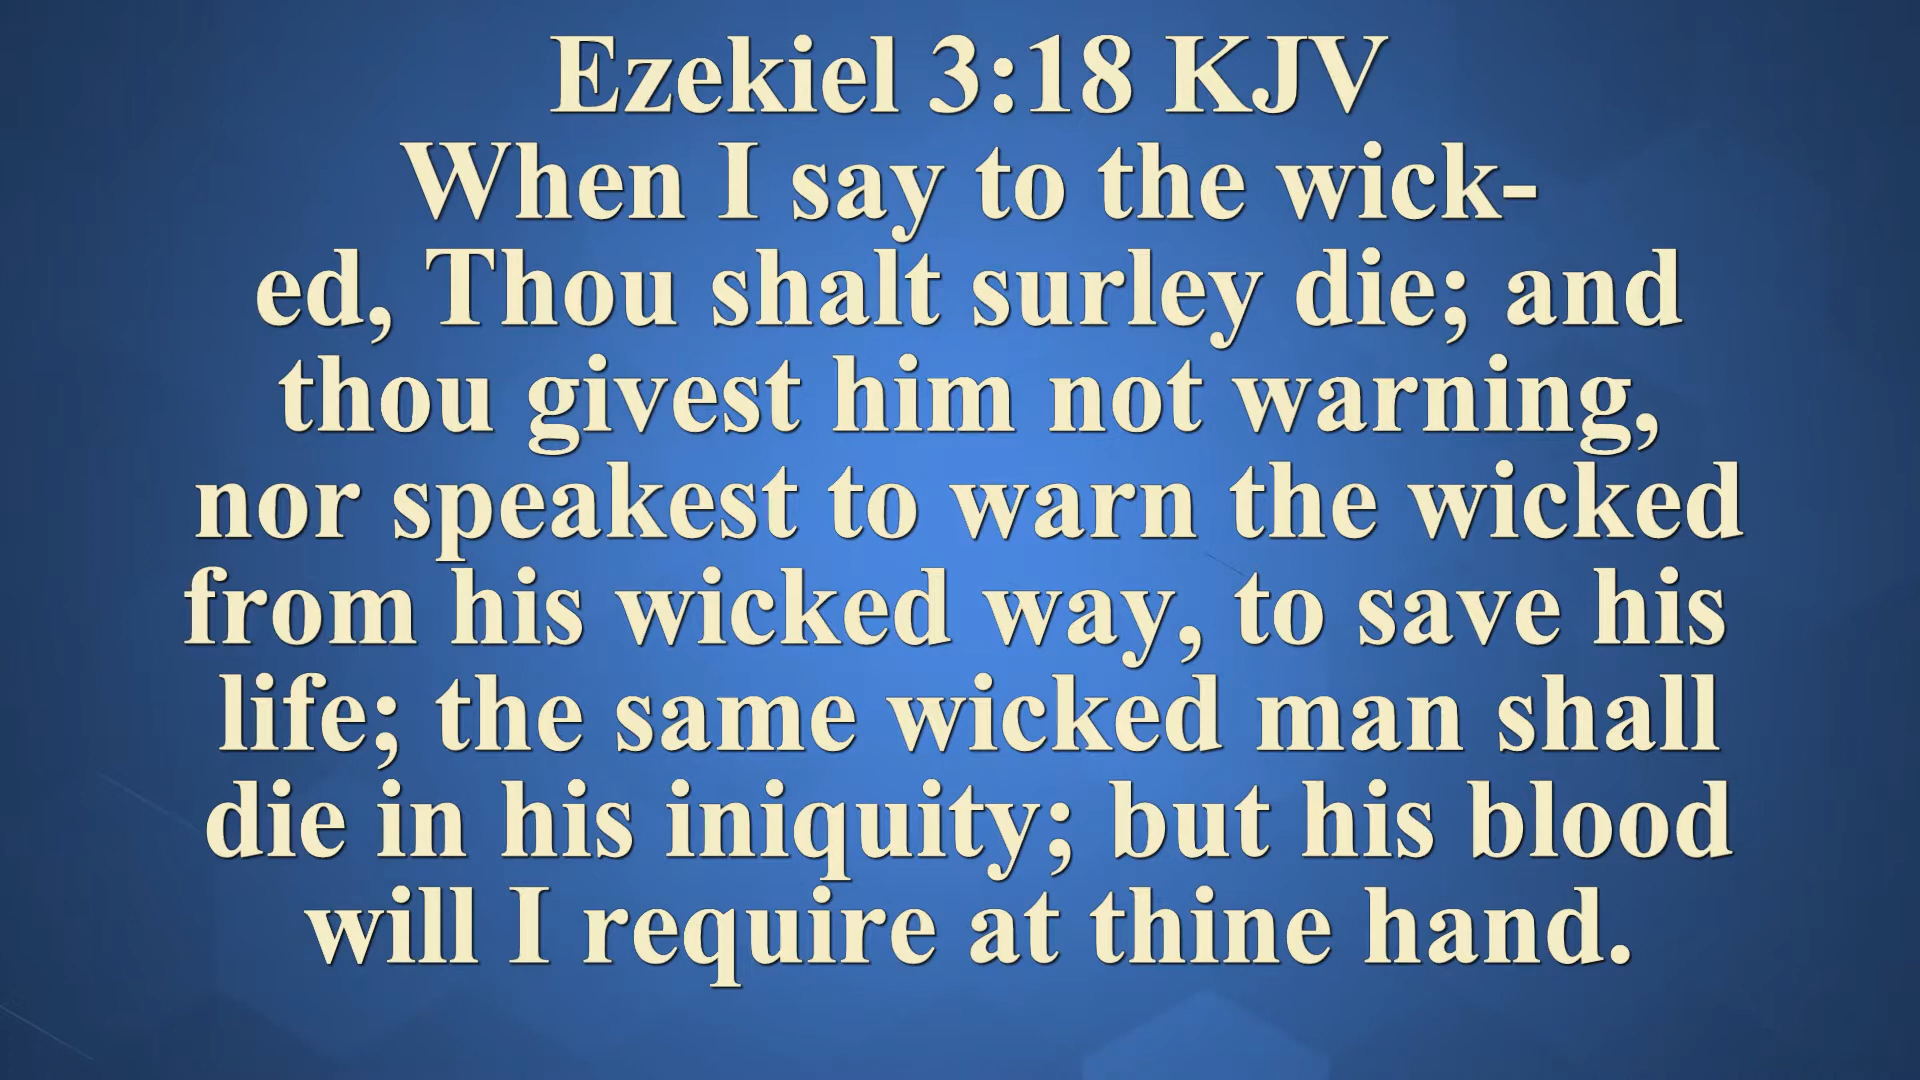 Ezekiel 3:18 KJV
When I say to the wick-
ed, Thou shalt surley die; and
thou givest him not warning,
nor speakest to warn the wicked
from his wicked way, to save his
life; the same wicked man shall
die in his iniquity; but his blood
will I require at thine hand.